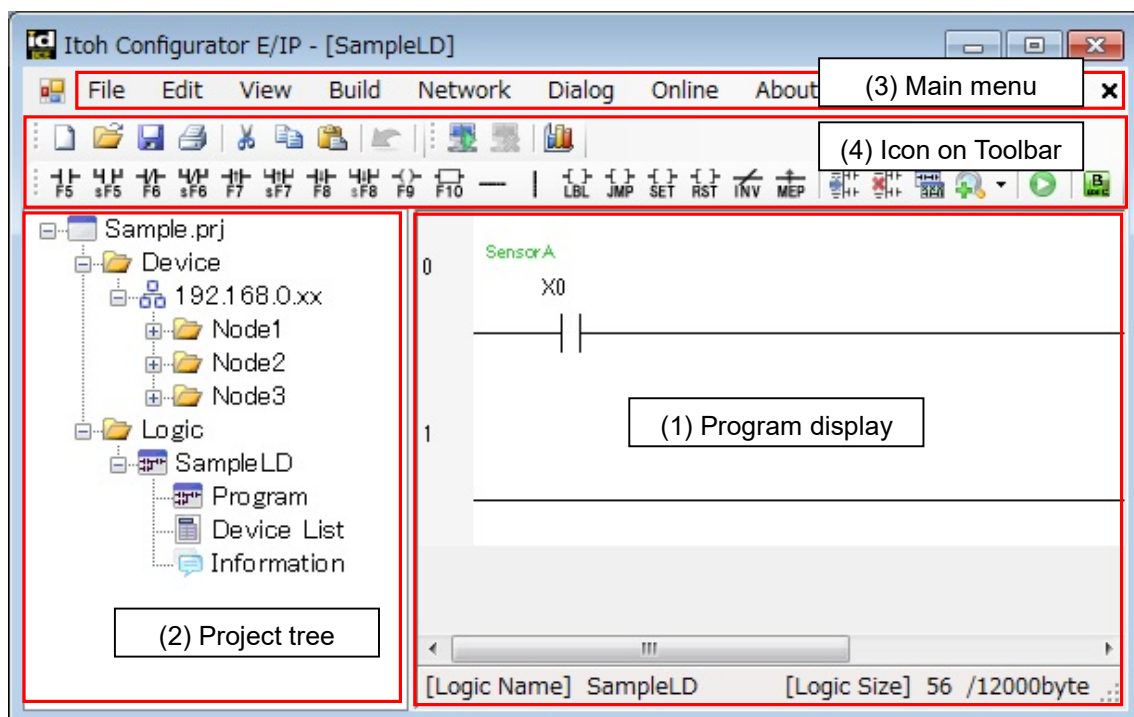 Itoh Configurator E/IP - [SampleLD]
File Edit View Build Network Dialog Online About
(3) Main menu
(4) Icon on Toolbar
F5 sF5 F6 sF6 F7 sF7 F8 sF8 F9 F10 LBL JMP SET RST INV MEP
Sample.prj
Device
192.168.0.xx
Node1
Node2
Node3
Logic
SampleLD
Program
Device List
Information
(2) Project tree
0
SensorA
X0
1
(1) Program display
[Logic Name] SampleLD [Logic Size] 56 /12000byte